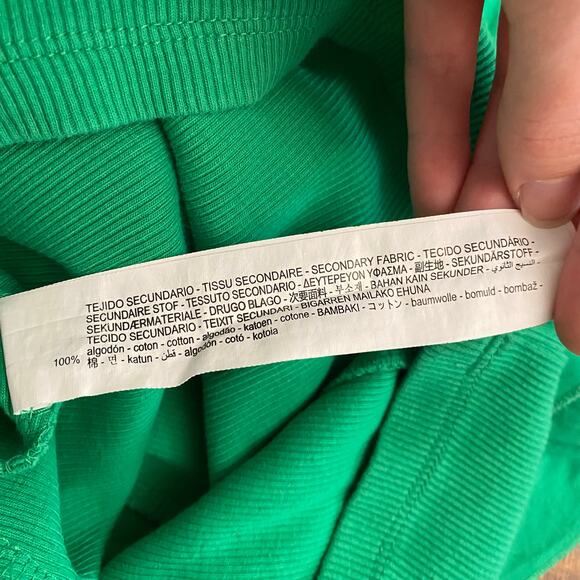 TEJIDO SECUNDARIO - TISSU SECONDAIRE - SECONDARY FABRIC - TECIDO SECUNDÁRIO -
SECUNDAIRE STOF - TESSUTO SECONDARIO - ΔΕΥΤΕΡΕΥΟΝ ΥΦΑΣΜΑ - 副生地 - SEKUNDÄRSTOFF -
SEKUNDÆRMATERIALE - DRUGO BLAGO - 次要面料 - 부소재 - BAHAN KAIN SEKUNDER - النسيج الثانوي -
TECIDO SECUNDARIO - TEIXIT SECUNDARI - BIGARREN MAILAKO EHUNA
100% algodón - coton - cotton - algodão - katoen - cotone - BAMBAKI - コットン - baumwolle - bomuld - bombaž -
棉 - 면 - katun - قطن - algodón - cotó - kotoia